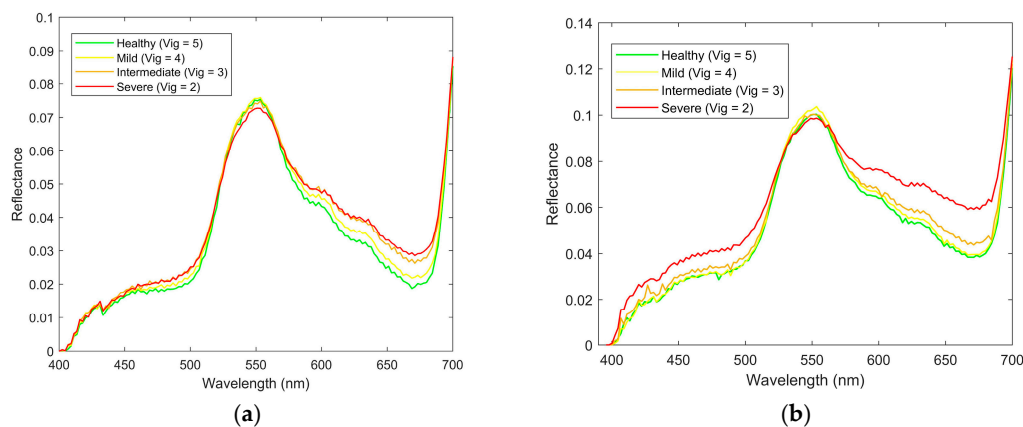 0.1
0.09
0.08
0.07
0.06
0.05
0.04
0.03
0.02
0.01
0
400 450 500 550 600 650 700
Reflectance
Wavelength (nm)
Healthy (Vig = 5)
Mild (Vig = 4)
Intermediate (Vig = 3)
Severe (Vig = 2)
(a)
0.14
0.12
0.1
0.08
0.06
0.04
0.02
0
400 450 500 550 600 650 700
Reflectance
Wavelength (nm)
Healthy (Vig = 5)
Mild (Vig = 4)
Intermediate (Vig = 3)
Severe (Vig = 2)
(b)